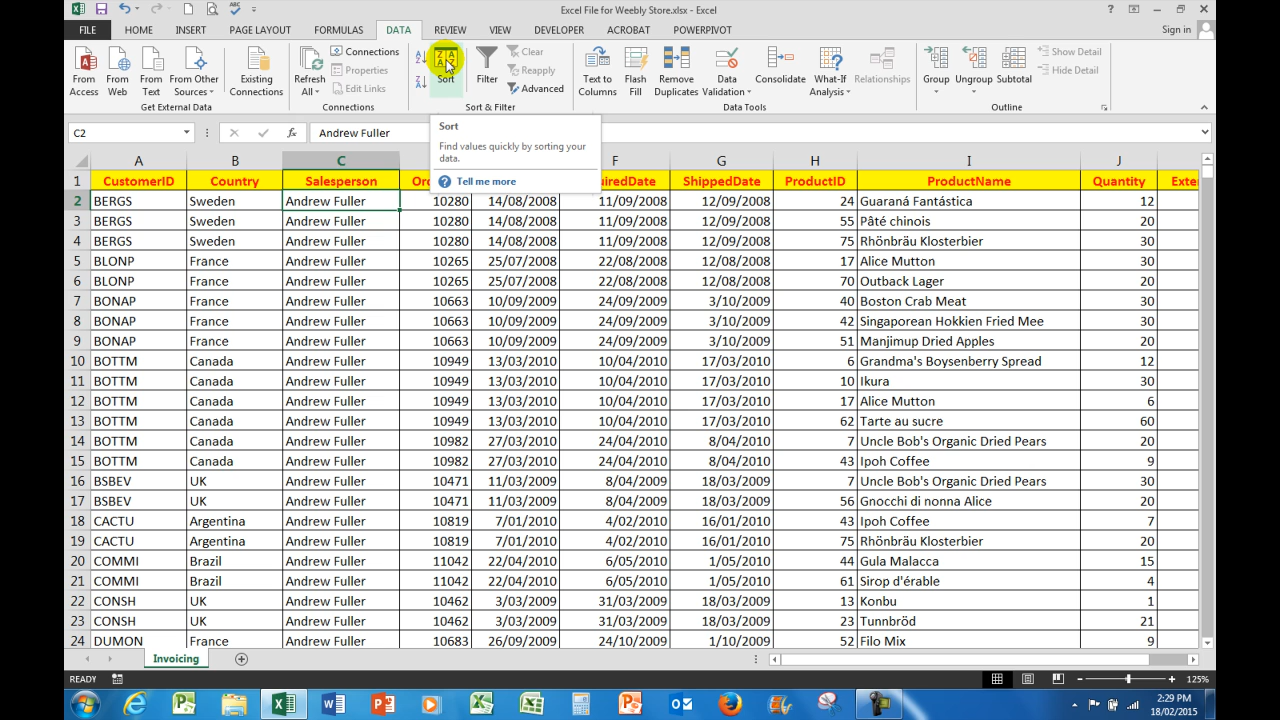 Excel File for Weebly Store.xlsx - Excel
Sign in
FILE HOME INSERT PAGE LAYOUT FORMULAS DATA REVIEW VIEW DEVELOPER ACROBAT POWERPIVOT
From Access
From Web
From Text
From Other Sources
Get External Data
Existing Connections
Refresh All
Connections
Properties
Edit Links
Connections
Sort
Filter
Clear
Reapply
Advanced
Sort & Filter
Text to Columns
Flash Fill
Remove Duplicates
Data Validation
Consolidate
What-If Analysis
Relationships
Data Tools
Group
Ungroup
Subtotal
Show Detail
Hide Detail
Outline
C2 Andrew Fuller
Sort
Find values quickly by sorting your
data.
Tell me more
A B C F G H I J
1 CustomerID Country Salesperson Ord uiredDate ShippedDate ProductID ProductName Quantity Exte
2 BERGS Sweden Andrew Fuller 10280 14/08/2008 11/09/2008 12/09/2008 24 Guaraná Fantástica 12
3 BERGS Sweden Andrew Fuller 10280 14/08/2008 11/09/2008 12/09/2008 55 Pâté chinois 20
4 BERGS Sweden Andrew Fuller 10280 14/08/2008 11/09/2008 12/09/2008 75 Rhönbräu Klosterbier 30
5 BLONP France Andrew Fuller 10265 25/07/2008 22/08/2008 12/08/2008 17 Alice Mutton 30
6 BLONP France Andrew Fuller 10265 25/07/2008 22/08/2008 12/08/2008 70 Outback Lager 20
7 BONAP France Andrew Fuller 10663 10/09/2009 24/09/2009 3/10/2009 40 Boston Crab Meat 30
8 BONAP France Andrew Fuller 10663 10/09/2009 24/09/2009 3/10/2009 42 Singaporean Hokkien Fried Mee 30
9 BONAP France Andrew Fuller 10663 10/09/2009 24/09/2009 3/10/2009 51 Manjimup Dried Apples 20
10 BOTTM Canada Andrew Fuller 10949 13/03/2010 10/04/2010 17/03/2010 6 Grandma's Boysenberry Spread 12
11 BOTTM Canada Andrew Fuller 10949 13/03/2010 10/04/2010 17/03/2010 10 Ikura 30
12 BOTTM Canada Andrew Fuller 10949 13/03/2010 10/04/2010 17/03/2010 17 Alice Mutton 6
13 BOTTM Canada Andrew Fuller 10949 13/03/2010 10/04/2010 17/03/2010 62 Tarte au sucre 60
14 BOTTM Canada Andrew Fuller 10982 27/03/2010 24/04/2010 8/04/2010 7 Uncle Bob's Organic Dried Pears 20
15 BOTTM Canada Andrew Fuller 10982 27/03/2010 24/04/2010 8/04/2010 43 Ipoh Coffee 9
16 BSBEV UK Andrew Fuller 10471 11/03/2009 8/04/2009 18/03/2009 7 Uncle Bob's Organic Dried Pears 30
17 BSBEV UK Andrew Fuller 10471 11/03/2009 8/04/2009 18/03/2009 56 Gnocchi di nonna Alice 20
18 CACTU Argentina Andrew Fuller 10819 7/01/2010 4/02/2010 16/01/2010 43 Ipoh Coffee 7
19 CACTU Argentina Andrew Fuller 10819 7/01/2010 4/02/2010 16/01/2010 75 Rhönbräu Klosterbier 20
20 COMMI Brazil Andrew Fuller 11042 22/04/2010 6/05/2010 1/05/2010 44 Gula Malacca 15
21 COMMI Brazil Andrew Fuller 11042 22/04/2010 6/05/2010 1/05/2010 61 Sirop d'érable 4
22 CONSH UK Andrew Fuller 10462 3/03/2009 31/03/2009 18/03/2009 13 Konbu 1
23 CONSH UK Andrew Fuller 10462 3/03/2009 31/03/2009 18/03/2009 23 Tunnbröd 21
24 DUMON France Andrew Fuller 10683 26/09/2009 24/10/2009 1/10/2009 52 Filo Mix 9
Invoicing
READY 125%
2:29 PM
18/02/2015